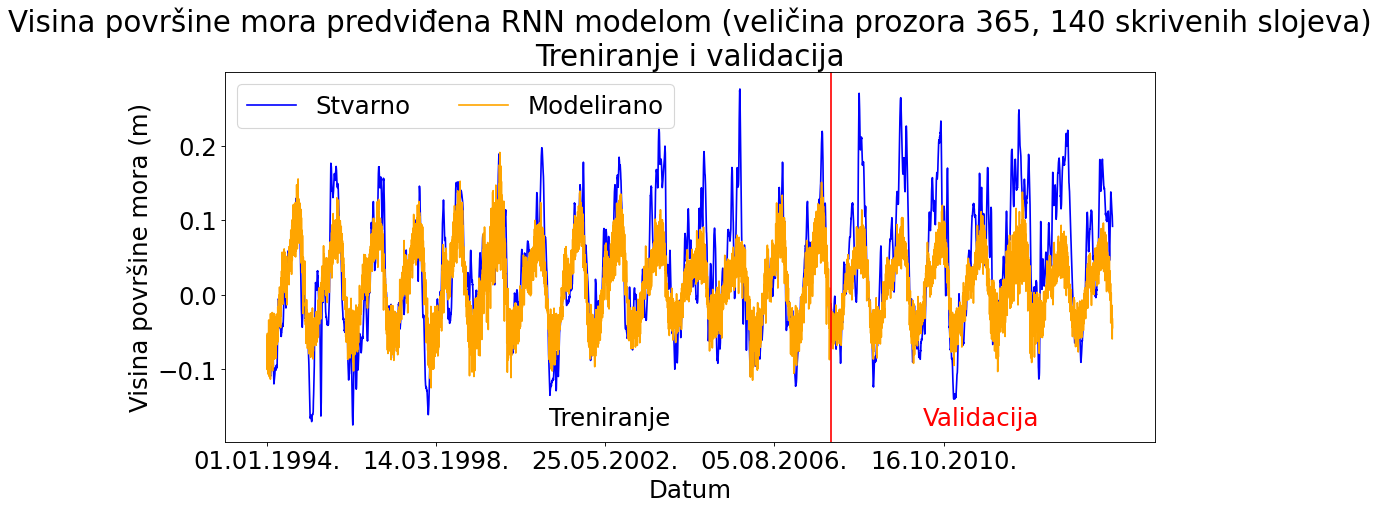 Visina površine mora predviđena RNN modelom (veličina prozora 365, 140 skrivenih slojeva)
Treniranje i validacija
Stvarno
Modelirano
Visina površine mora (m)
0.2
0.1
0.0
−0.1
Treniranje
Validacija
01.01.1994.
14.03.1998.
25.05.2002.
05.08.2006.
16.10.2010.
Datum